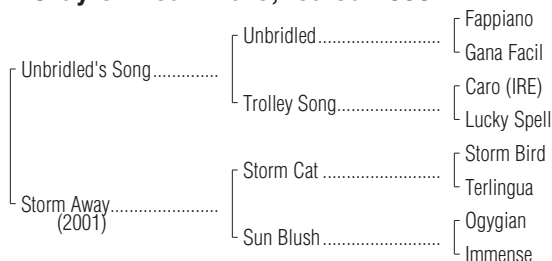 Fappiano
Unbridled
Gana Facil
Unbridled's Song
Caro (IRE)
Trolley Song
Lucky Spell
Storm Bird
Storm Cat
Terlingua
Storm Away
(2001)
Ogygian
Sun Blush
Immense